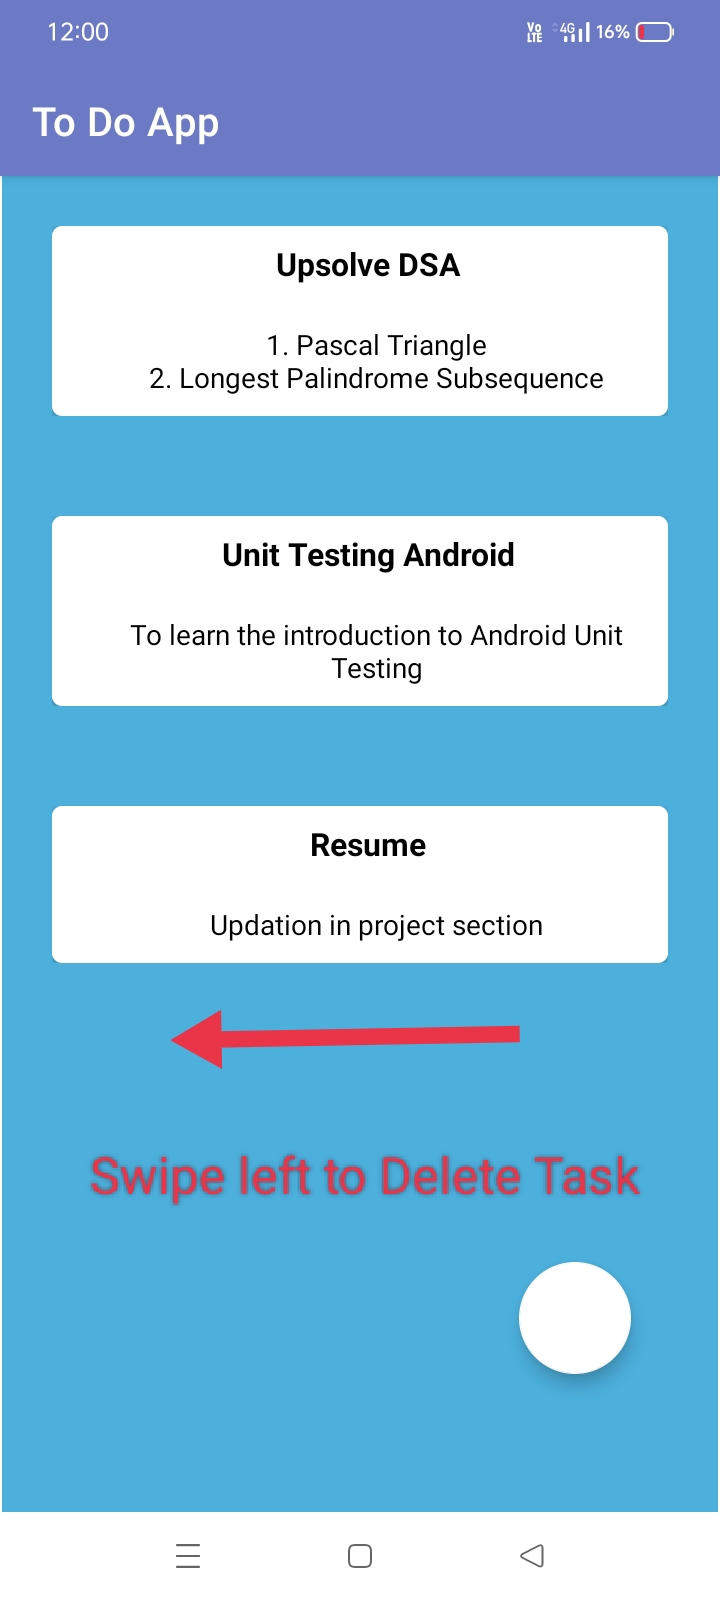 12:00
Vo LTE 4G 16%
To Do App
Upsolve DSA
1. Pascal Triangle
2. Longest Palindrome Subsequence
Unit Testing Android
To learn the introduction to Android Unit
Testing
Resume
Updation in project section
Swipe left to Delete Task